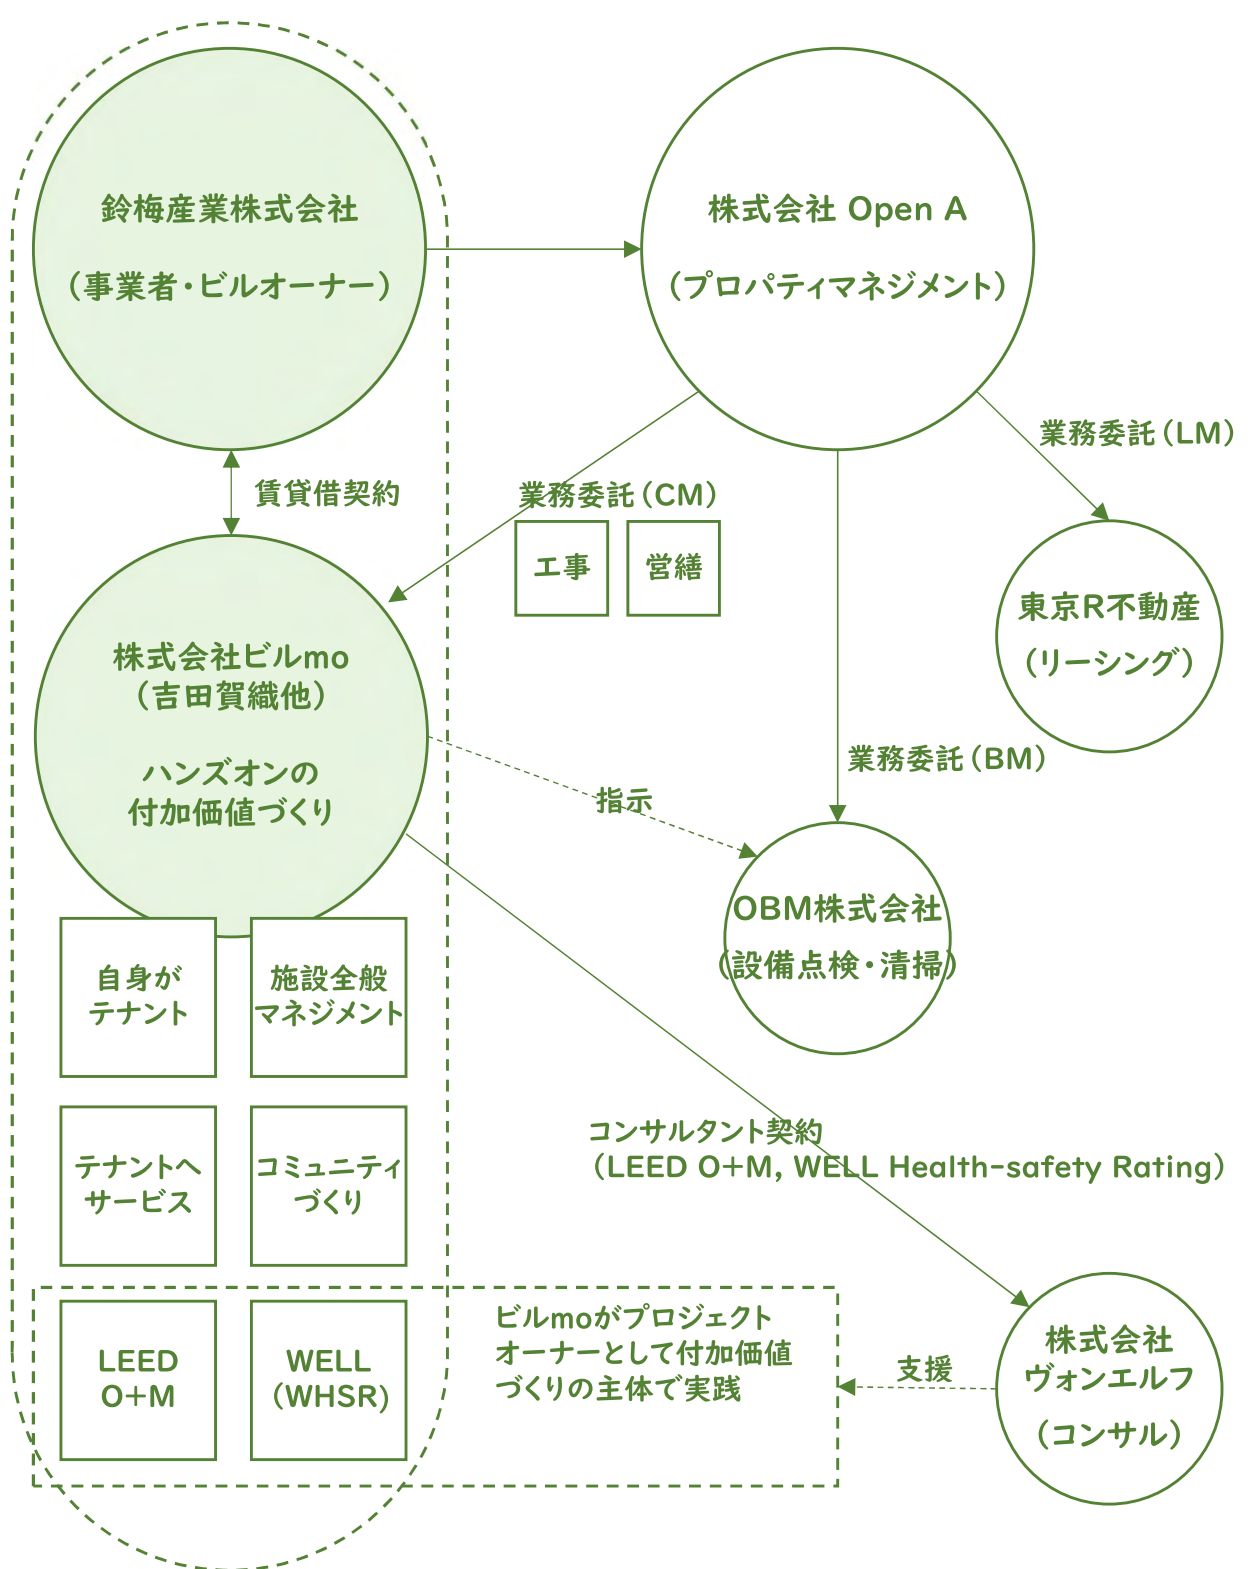 鈴梅産業株式会社
（事業者・ビルオーナー）
株式会社 Open A
（プロパティマネジメント）
業務委託（LM）
賃貸借契約
業務委託（CM）
工事
営繕
東京R不動産
（リーシング）
株式会社ビルmo
（吉田賀織他）
ハンズオンの
付加価値づくり
業務委託（BM）
指示
OBM株式会社
（設備点検・清掃）
自身が
テナント
施設全般
マネジメント
テナントへ
サービス
コミュニティ
づくり
コンサルタント契約
（LEED O+M, WELL Health-safety Rating）
LEED
O+M
WELL
（WHSR）
ビルmoがプロジェクト
オーナーとして付加価値
づくりの主体で実践
支援
株式会社
ヴォンエルフ
（コンサル）